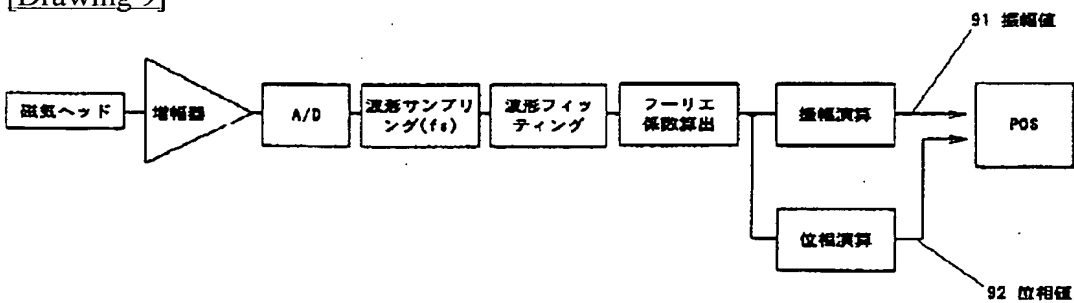 [Drawing 9]
91 振幅値
磁気ヘッド
増幅器
A/D
波形サンプリ
ング(fs)
波形フィッ
ティング
フーリエ
係数算出
振幅演算
POS
位相演算
92 位相値